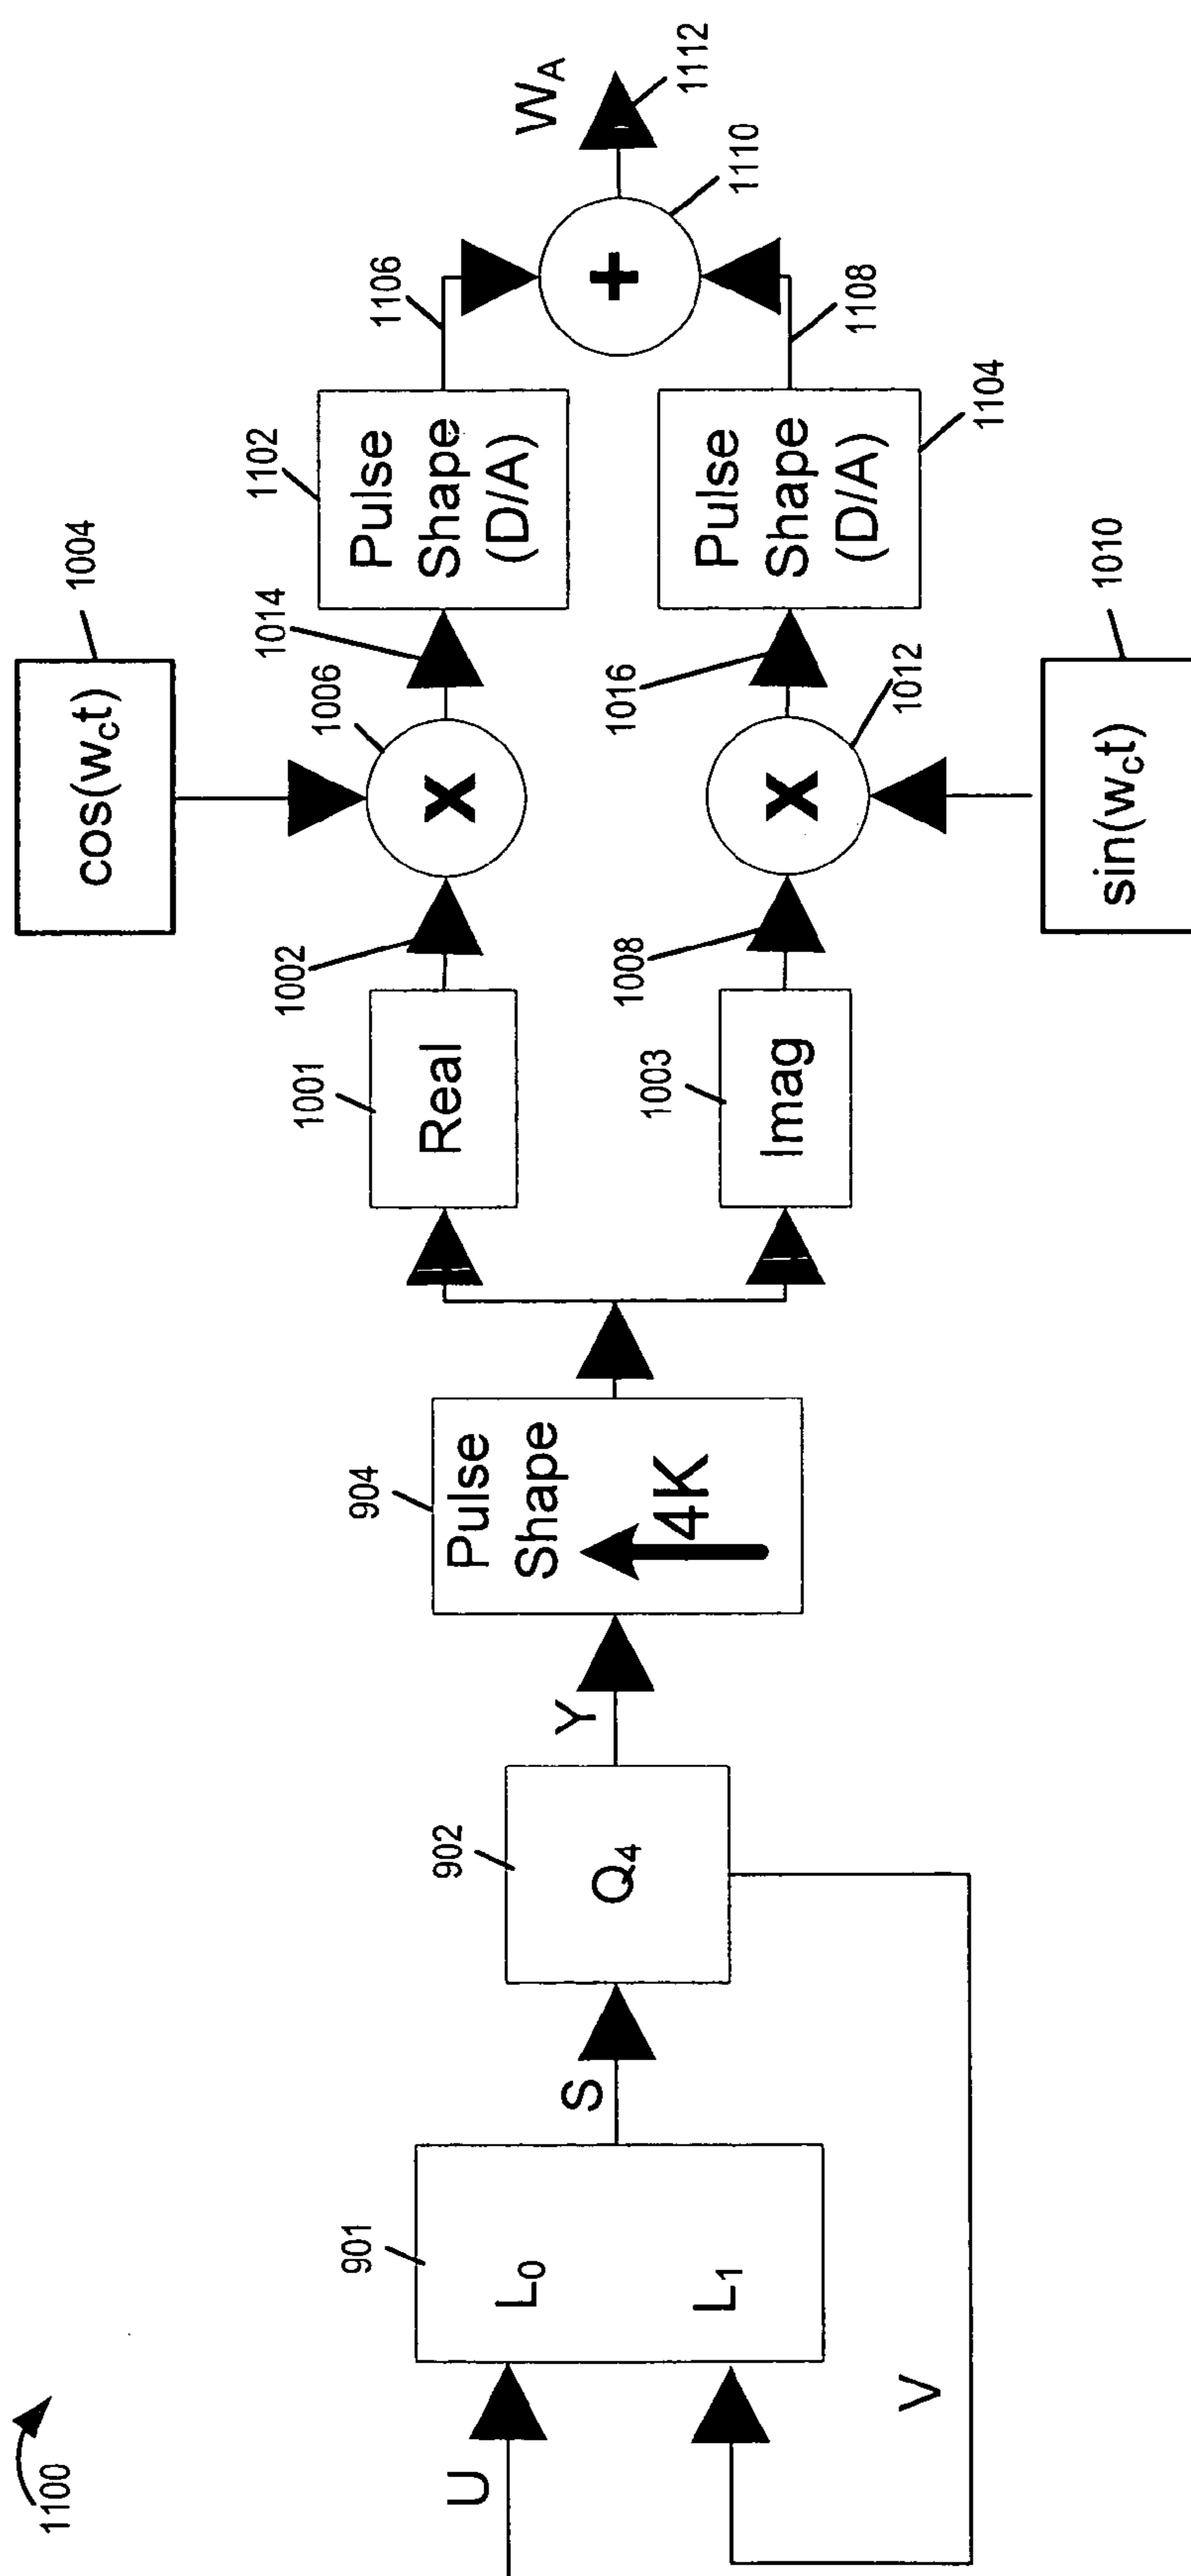 1100
U
V
901
L0
L1
S
902
Q4
Y
904
Pulse
Shape
4K
1001
Real
1003
Imag
1002
1008
cos(wct)
1004
1006
X
1014
sin(wct)
1010
1012
X
1016
1102
Pulse
Shape
(D/A)
1104
Pulse
Shape
(D/A)
1106
1108
+
1110
WA
1112